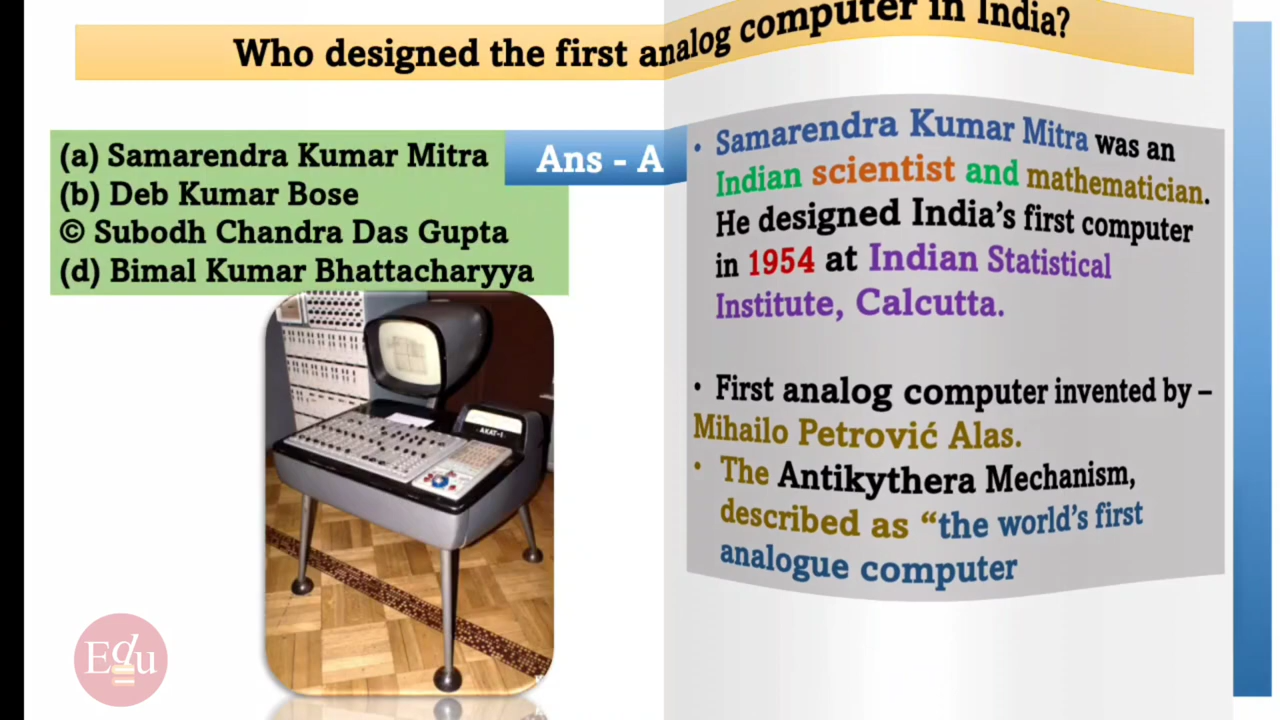 Who designed the first analog computer in India?
(a) Samarendra Kumar Mitra
(b) Deb Kumar Bose
© Subodh Chandra Das Gupta
(d) Bimal Kumar Bhattacharyya
Ans - A
• Samarendra Kumar Mitra was an
Indian scientist and mathematician.
He designed India’s first computer
in 1954 at Indian Statistical
Institute, Calcutta.
• First analog computer invented by –
Mihailo Petrović Alas.
• The Antikythera Mechanism,
described as “the world’s first
analogue computer
AKAT-1
Edu